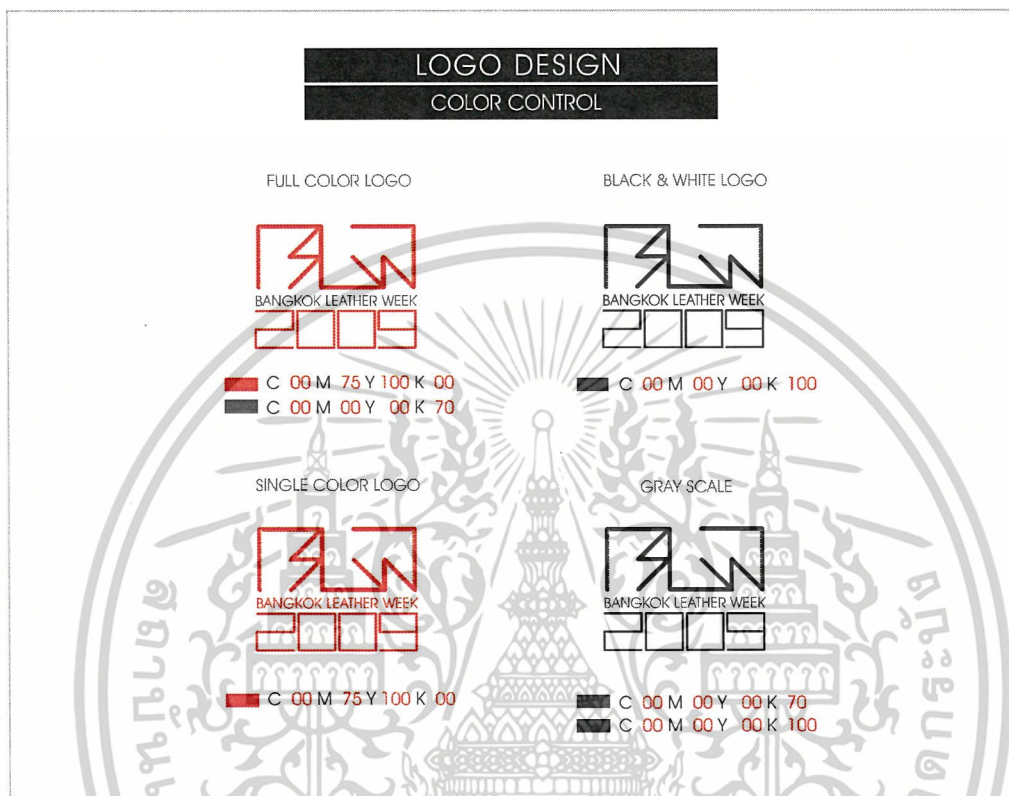 LOGO DESIGN
COLOR CONTROL
FULL COLOR LOGO
BANGKOK LEATHER WEEK
2009
C 00 M 75 Y 100 K 00
C 00 M 00 Y 00 K 70
BLACK & WHITE LOGO
BANGKOK LEATHER WEEK
2009
C 00 M 00 Y 00 K 100
SINGLE COLOR LOGO
BANGKOK LEATHER WEEK
2009
C 00 M 75 Y 100 K 00
GRAY SCALE
BANGKOK LEATHER WEEK
2009
C 00 M 00 Y 00 K 70
C 00 M 00 Y 00 K 100